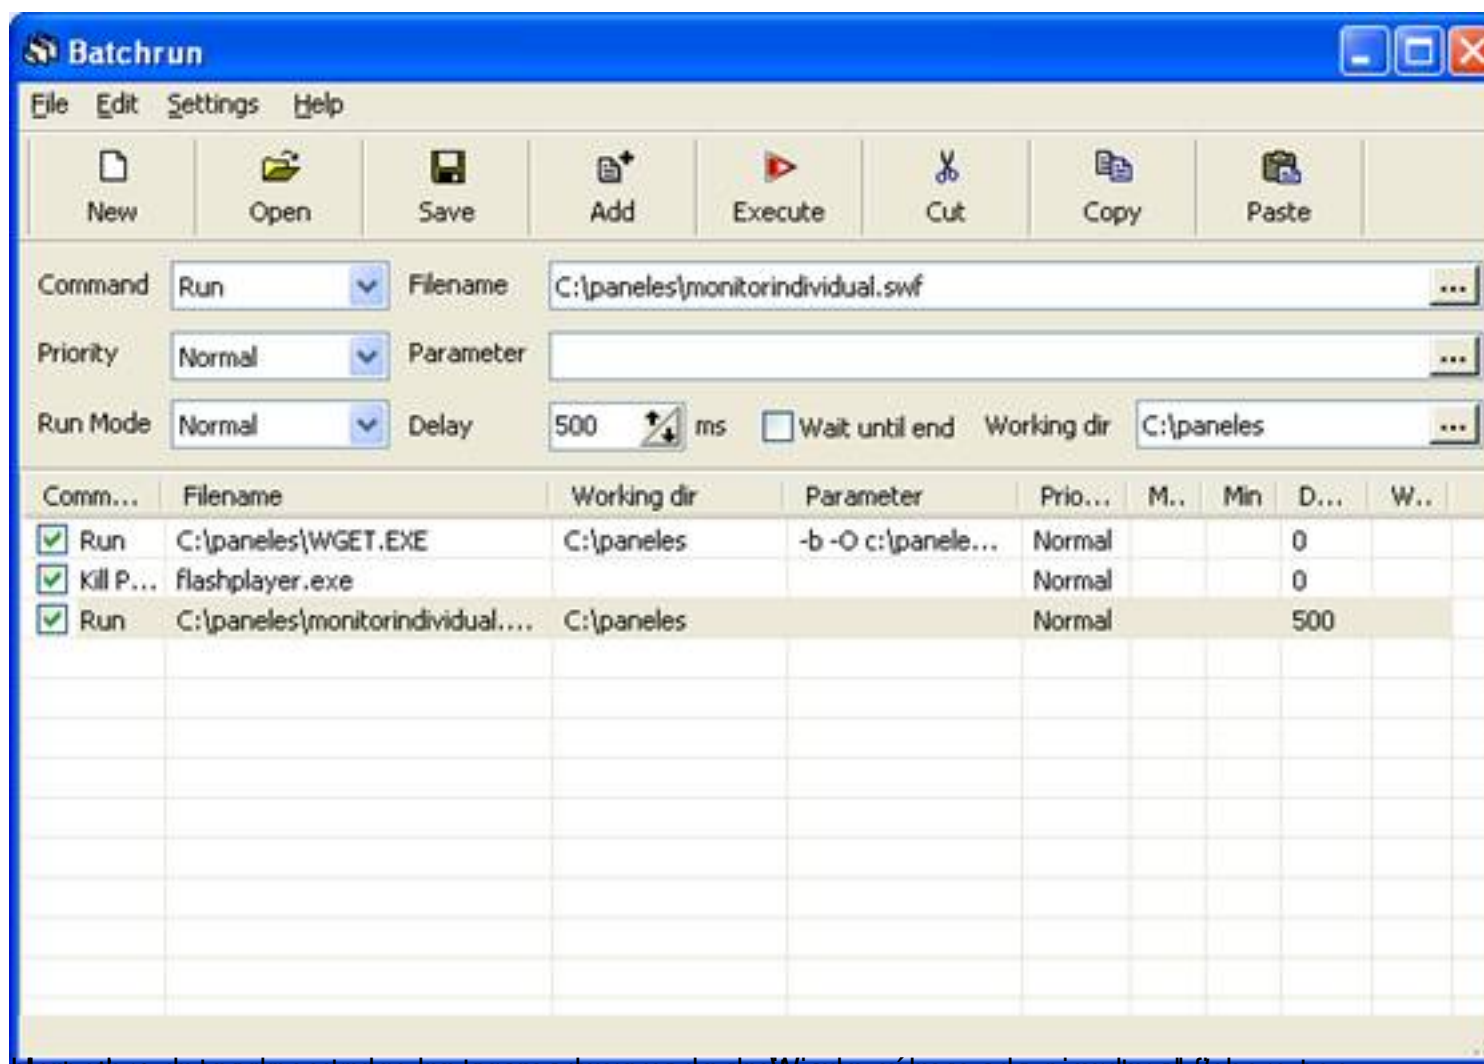 Batchrun
File Edit Settings Help
New Open Save Add Execute Cut Copy Paste
Command Run Filename C:\paneles\monitorindividual.swf ...
Priority Normal Parameter ...
Run Mode Normal Delay 500 ms Wait until end Working dir C:\paneles ...
Comm... Filename Working dir Parameter Prio... M.. Min D... W..
Run C:\paneles\WGET.EXE C:\paneles -b -O c:\panele... Normal 0
Kill P... flashplayer.exe Normal 0
Run C:\paneles\monitorindividual.... C:\paneles Normal 500